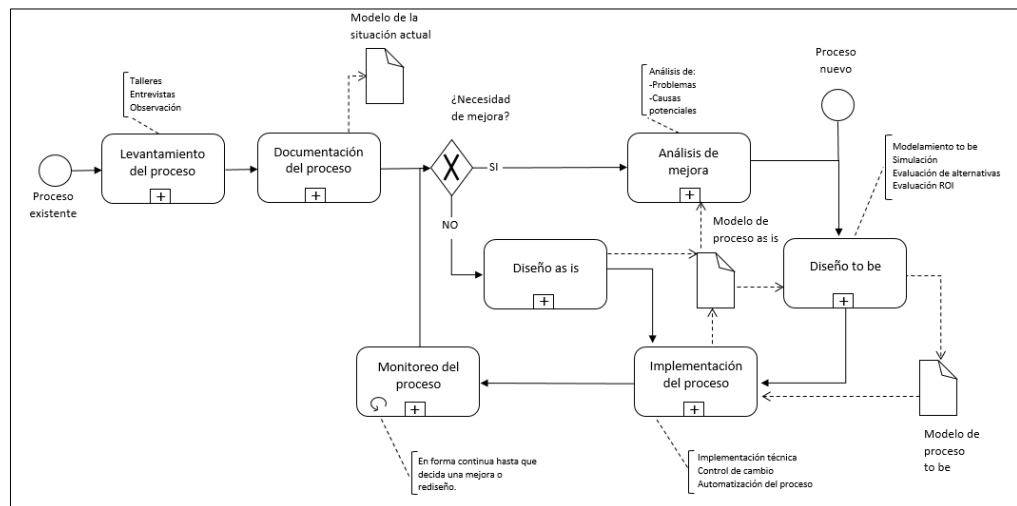 Modelo de la
situación actual
Proceso
nuevo
Talleres
Entrevistas
Observación
Análisis de:
-Problemas
-Causas
potenciales
¿Necesidad
de mejora?
Levantamiento
del proceso
Documentación
del proceso
X
SI
Análisis de
mejora
Modelamiento to be
Simulación
Evaluación de alternativas
Evaluación ROI
Proceso
existente
NO
Modelo de
proceso as is
Diseño as is
Diseño to be
Monitoreo del
proceso
Implementación
del proceso
Modelo de
proceso
to be
En forma continua hasta que
decida una mejora o
rediseño.
Implementación técnica
Control de cambio
Automatización del proceso